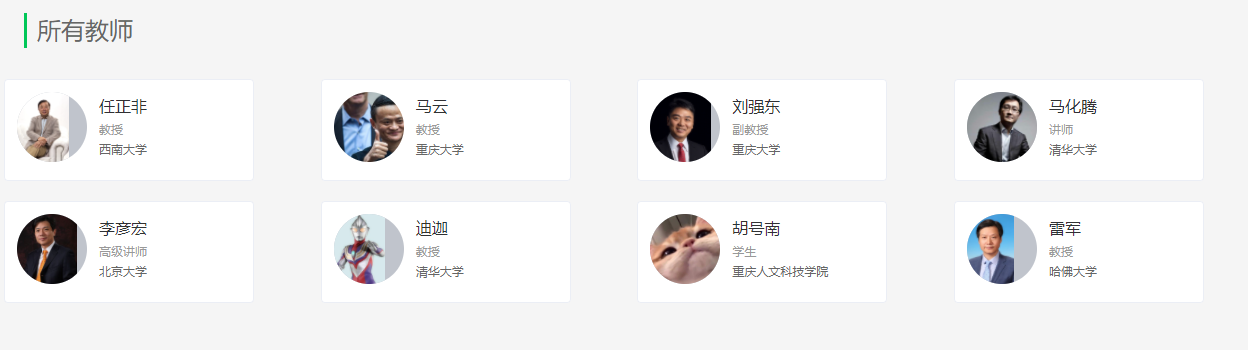 所有教师
任正非
教授
西南大学
马云
教授
重庆大学
刘强东
副教授
重庆大学
马化腾
讲师
清华大学
李彦宏
高级讲师
北京大学
迪迦
教授
清华大学
胡号南
学生
重庆人文科技学院
雷军
教授
哈佛大学